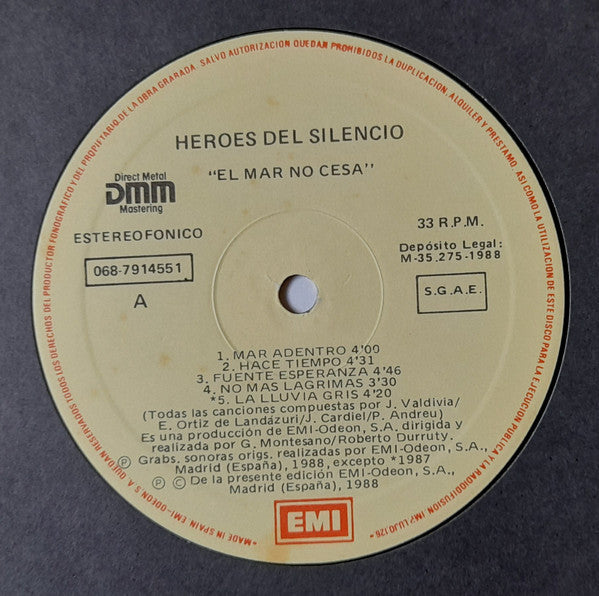 HEROES DEL SILENCIO
"EL MAR NO CESA"
Direct Metal
DMM
Mastering
ESTEREOFONICO
068-7914551
A
33 R.P.M.
Depósito Legal:
M-35.275-1988
S.G.A.E.
1. MAR ADENTRO 4'09
2. HACE TIEMPO 4'31
3. FUENTE ESPERANZA 4'46
4. NO MAS LAGRIMAS 3'30
*5. LA LLUVIA GRIS 4'20
(Todas las canciones compuestas por J. Valdivia/
E. Ortiz de Landázuri/J. Cardiel/P. Andreu)
Es una producción de EMI-Odeon, S.A., dirigida y
realizada por G. Montesano/Roberto Durruty.
Ⓟ Grabs. sonoras origs. realizadas por EMI-Odeon, S.A.,
Madrid (España), 1988, excepto *1987
Ⓟ © De la presente edición EMI-Odeon, S.A.,
Madrid (España), 1988
EMI
"MADE IN SPAIN EMI-ODEON S.A. QUEDAN RESERVADOS TODOS LOS DERECHOS DEL PRODUCTOR FONOGRAFICO Y DEL PROPIETARIO DE LA OBRA GRABADA. SALVO AUTORIZACION QUEDAN PROHIBIDOS LA DUPLICACION, ALQUILER Y PRESTAMO, ASI COMO LA UTILIZACION DE ESTE DISCO PARA LA EJECUCION PUBLICA Y LA RADIODIFUSION IMP/LUJO 126"